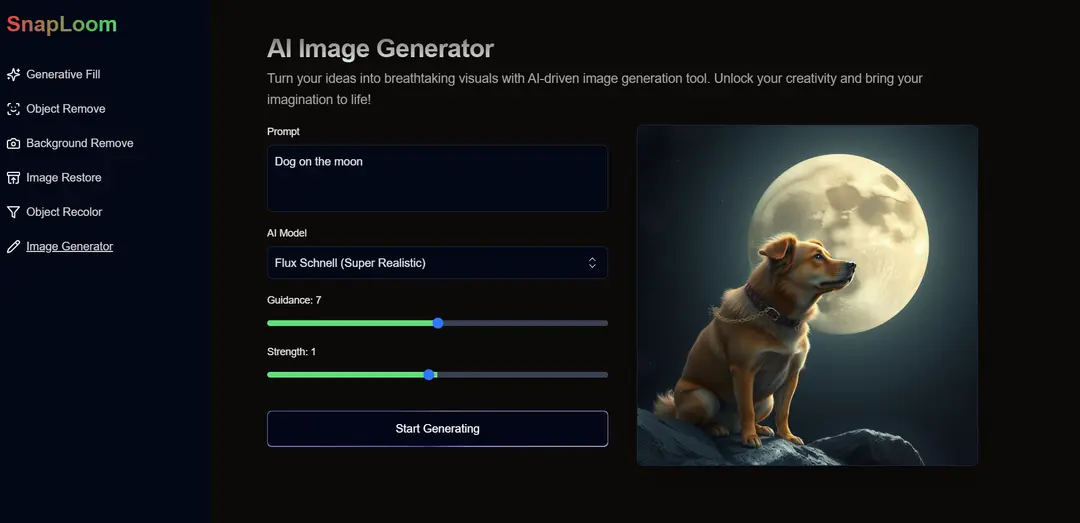 SnapLoom
Generative Fill
Object Remove
Background Remove
Image Restore
Object Recolor
Image Generator
AI Image Generator
Turn your ideas into breathtaking visuals with AI-driven image generation tool. Unlock your creativity and bring your
imagination to life!
Prompt
Dog on the moon
AI Model
Flux Schnell (Super Realistic)
Guidance: 7
Strength: 1
Start Generating